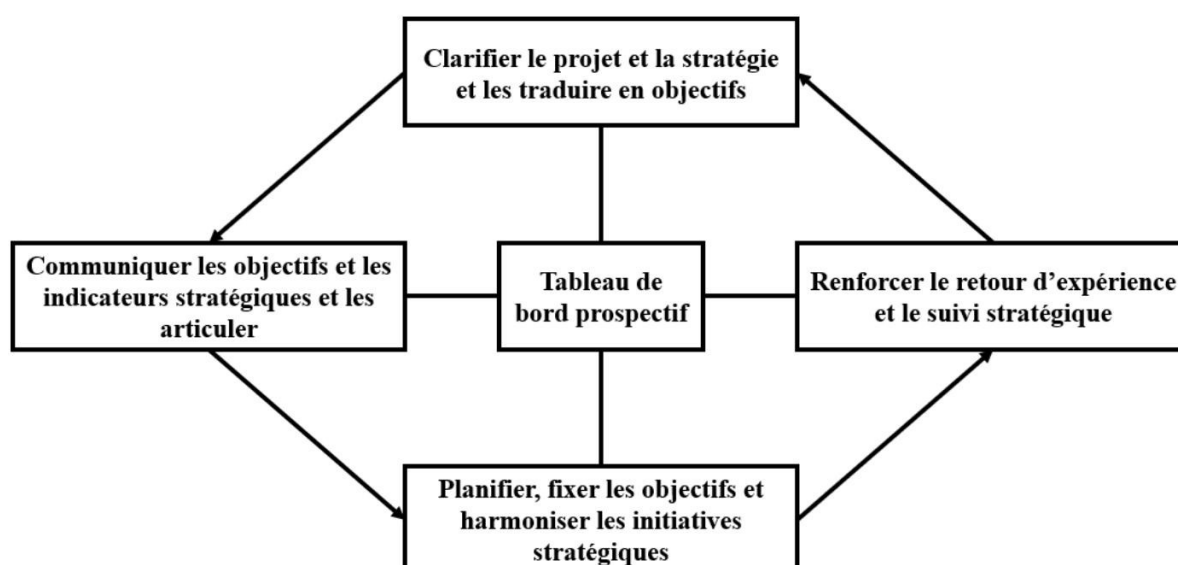 Clarifier le projet et la stratégie
et les traduire en objectifs
Communiquer les objectifs et les
indicateurs stratégiques et les
articuler
Tableau de
bord prospectif
Renforcer le retour d’expérience
et le suivi stratégique
Planifier, fixer les objectifs et
harmoniser les initiatives
stratégiques